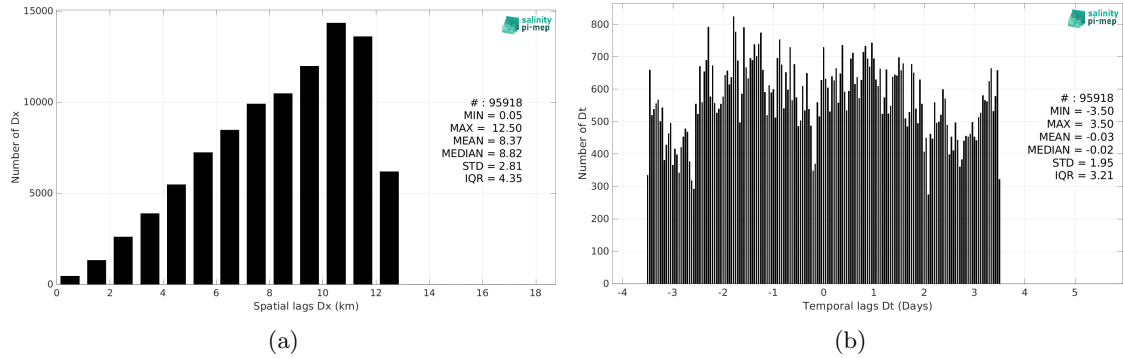 15000
10000
5000
0
0
2
4
6
8
10
12
14
16
18
Number of Dx
Spatial lags Dx (km)
salinity
pi-mep
# : 95918
MIN = 0.05
MAX = 12.50
MEAN = 8.37
MEDIAN = 8.82
STD = 2.81
IQR = 4.35
(a)
800
700
600
500
400
300
200
100
0
-4
-3
-2
-1
0
1
2
3
4
5
Number of Dt
Temporal lags Dt (Days)
salinity
pi-mep
# : 95918
MIN = -3.50
MAX = 3.50
MEAN = -0.03
MEDIAN = -0.02
STD = 1.95
IQR = 3.21
(b)